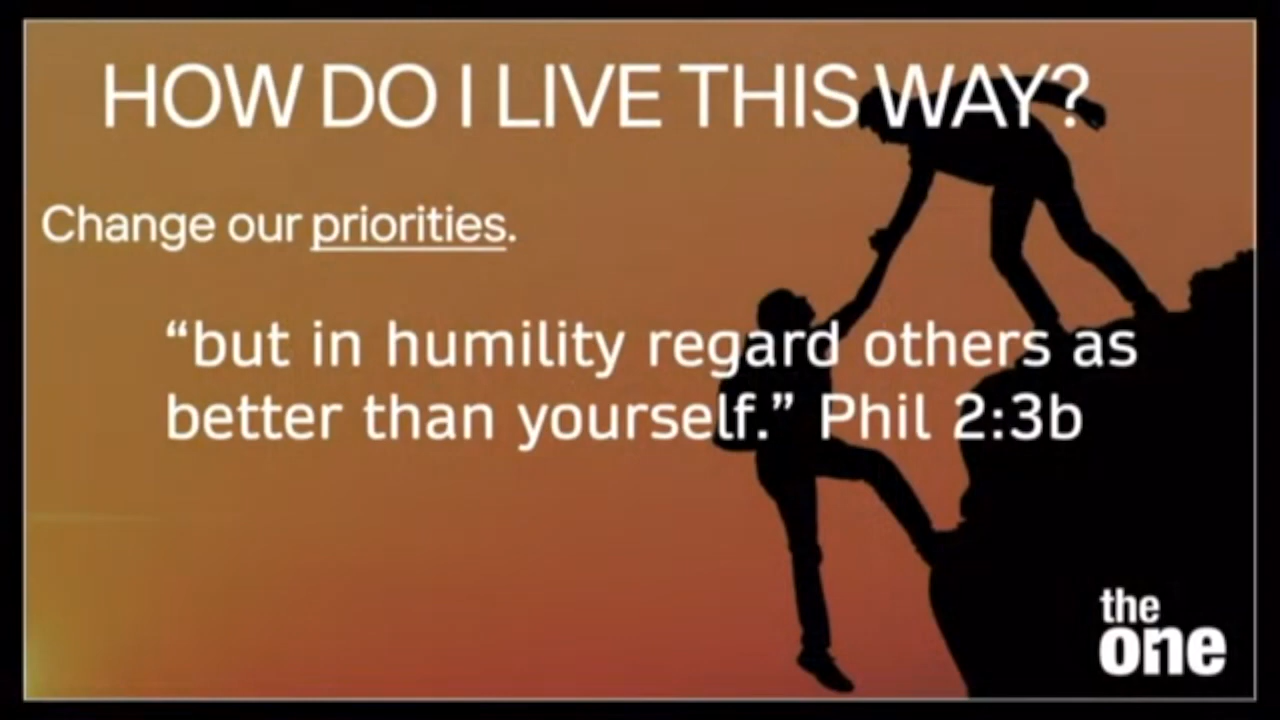 HOW DO I LIVE THIS WAY?
Change our priorities.
“but in humility regard others as
better than yourself.” Phil 2:3b
the
one